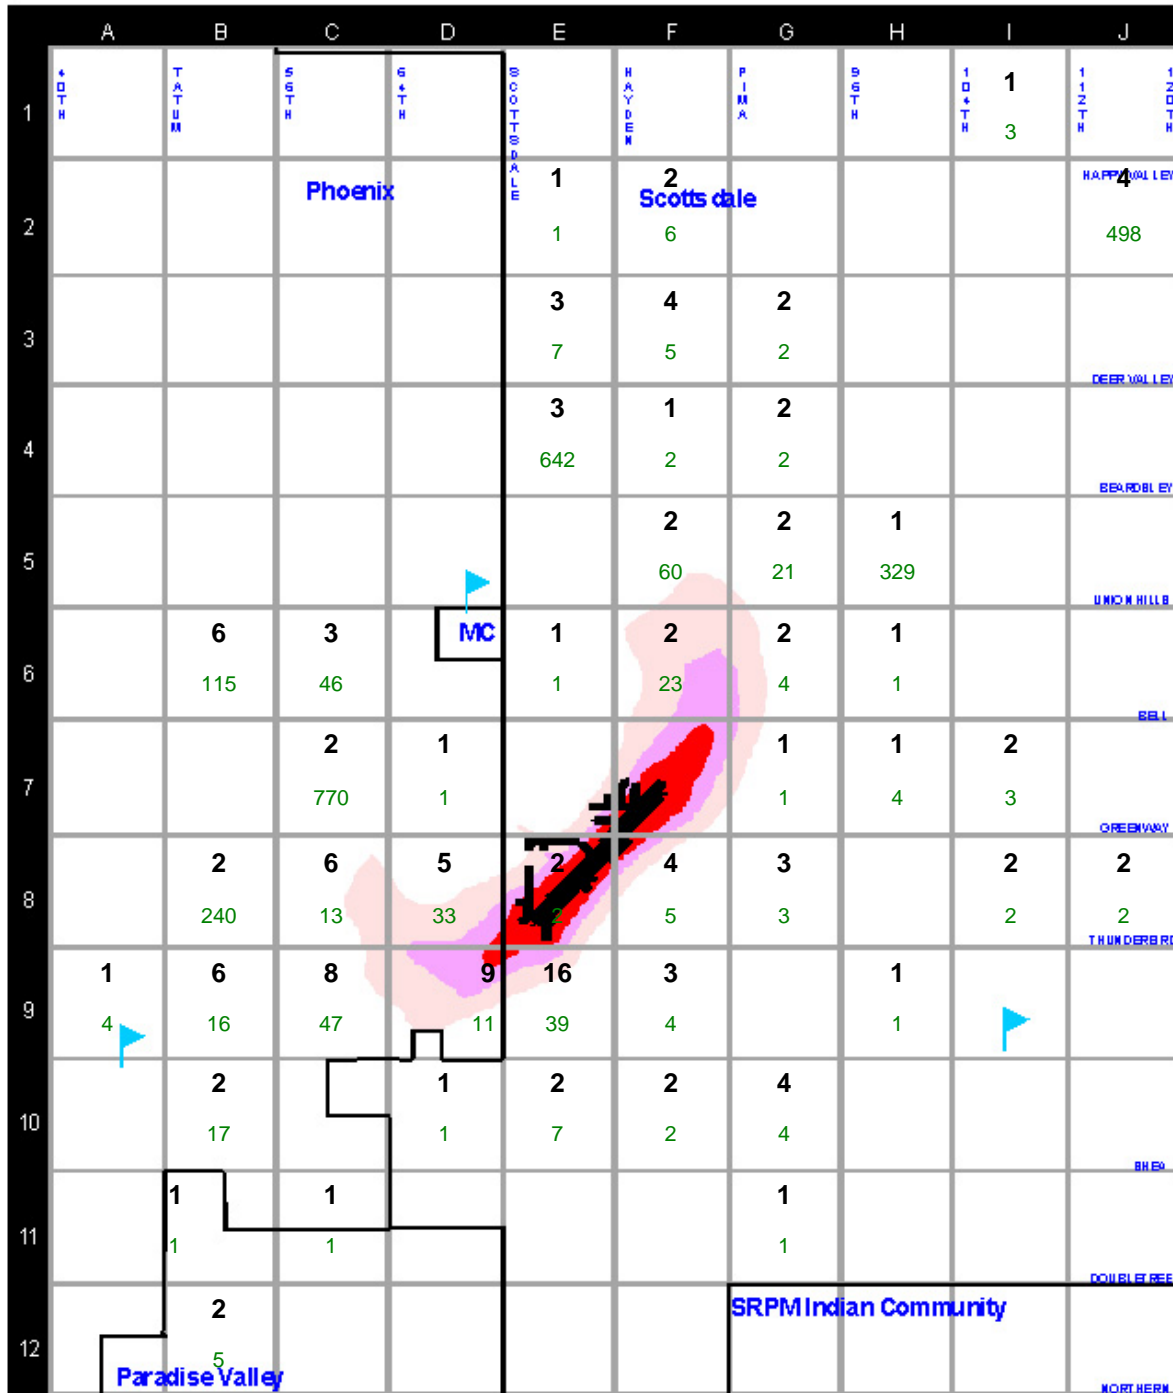 A B C D E F G H I J
40TH TATUM 56TH 64TH SCOTTSDALE HAYDEN PIMA 96TH 104TH 112TH 120TH
1 1
3
Phoenix 1 2 Scottsdale HAPPY VALLEY 4
2 1 6 498
3 4 2
3 7 5 2
DEER VALLEY
3 1 2
4 642 2 2
BEARDSLEY
2 2 1
5 60 21 329
UNION HILLS
6 3 MC 1 2 2 1
6 115 46 1 23 4 1
BELL
2 1 1 1 2
7 770 1 1 4 3
GREENWAY
2 6 5 2 4 3 2 2
8 240 13 33 2 5 3 2 2
THUNDERBIRD
1 6 8 9 16 3 1
9 4 16 47 11 39 4 1
2 1 2 2 4
10 17 1 7 2 4
SHEA
1 1 1
11 1 1 1
DOUBLETREE
2 SRPM Indian Community
12 5
Paradise Valley
NORTHERN